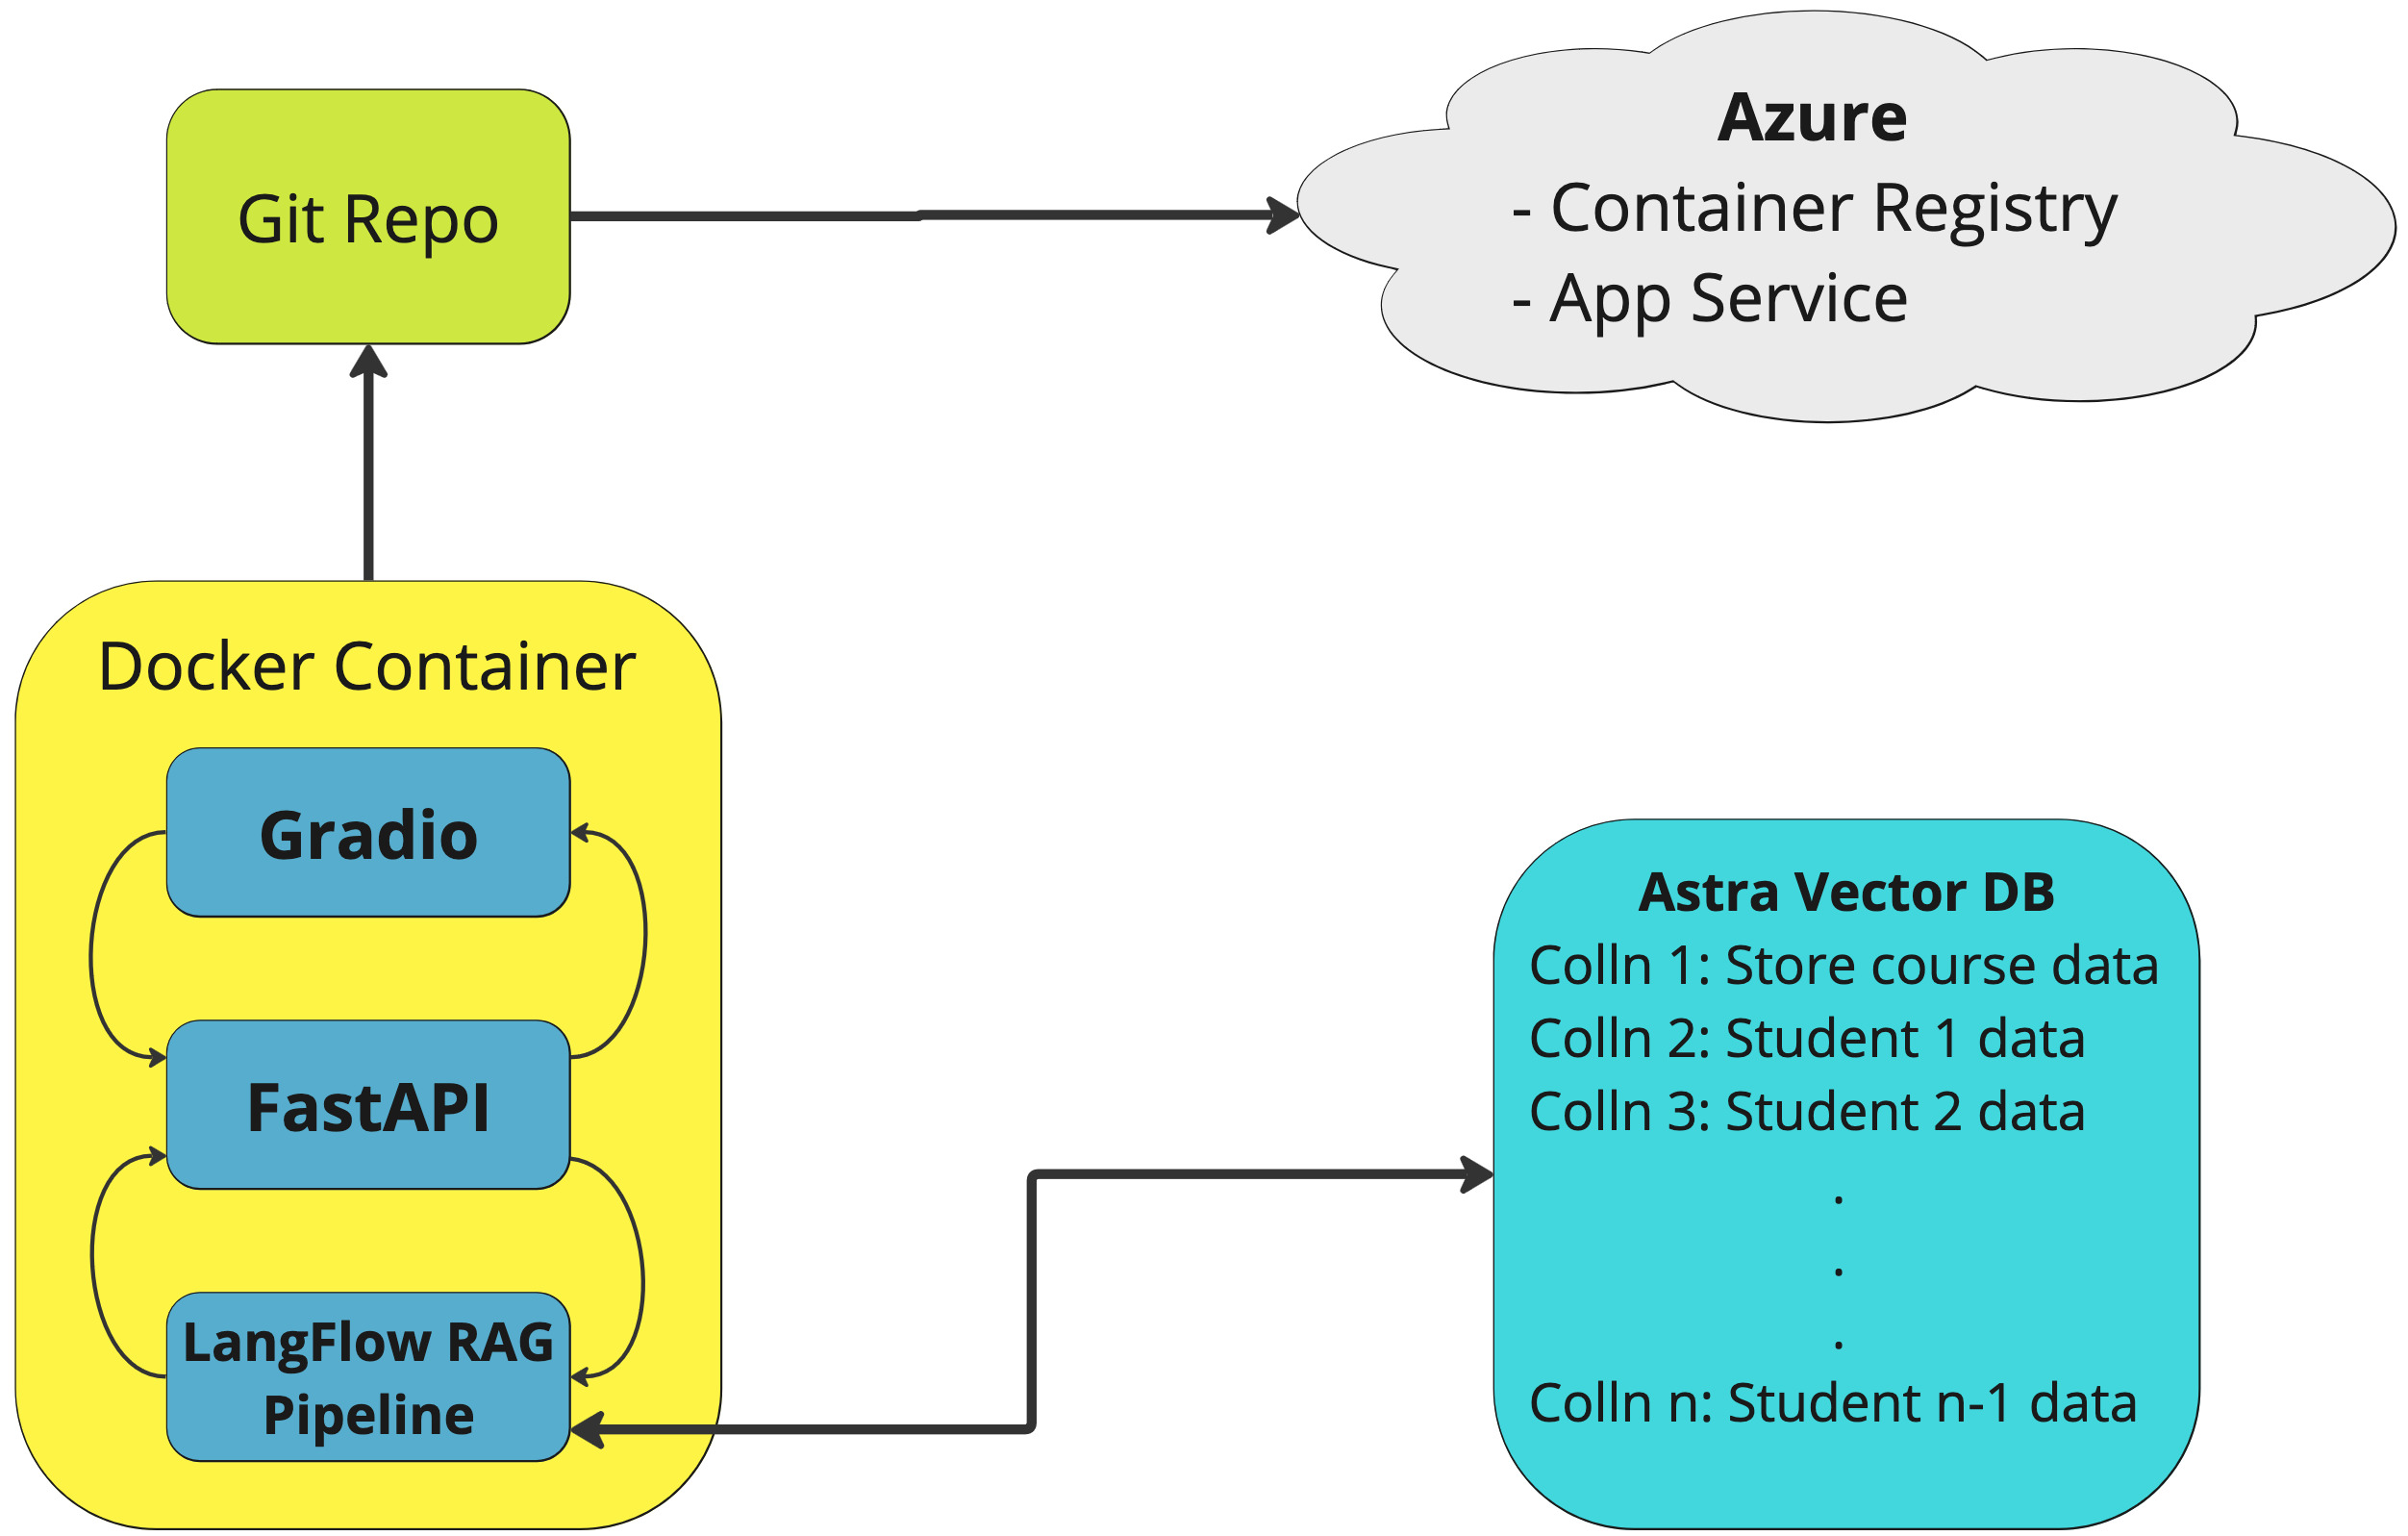 Git Repo
Azure
- Container Registry
- App Service
Docker Container
Gradio
FastAPI
LangFlow RAG
Pipeline
Astra Vector DB
Colln 1: Store course data
Colln 2: Student 1 data
Colln 3: Student 2 data
.
.
.
Colln n: Student n-1 data